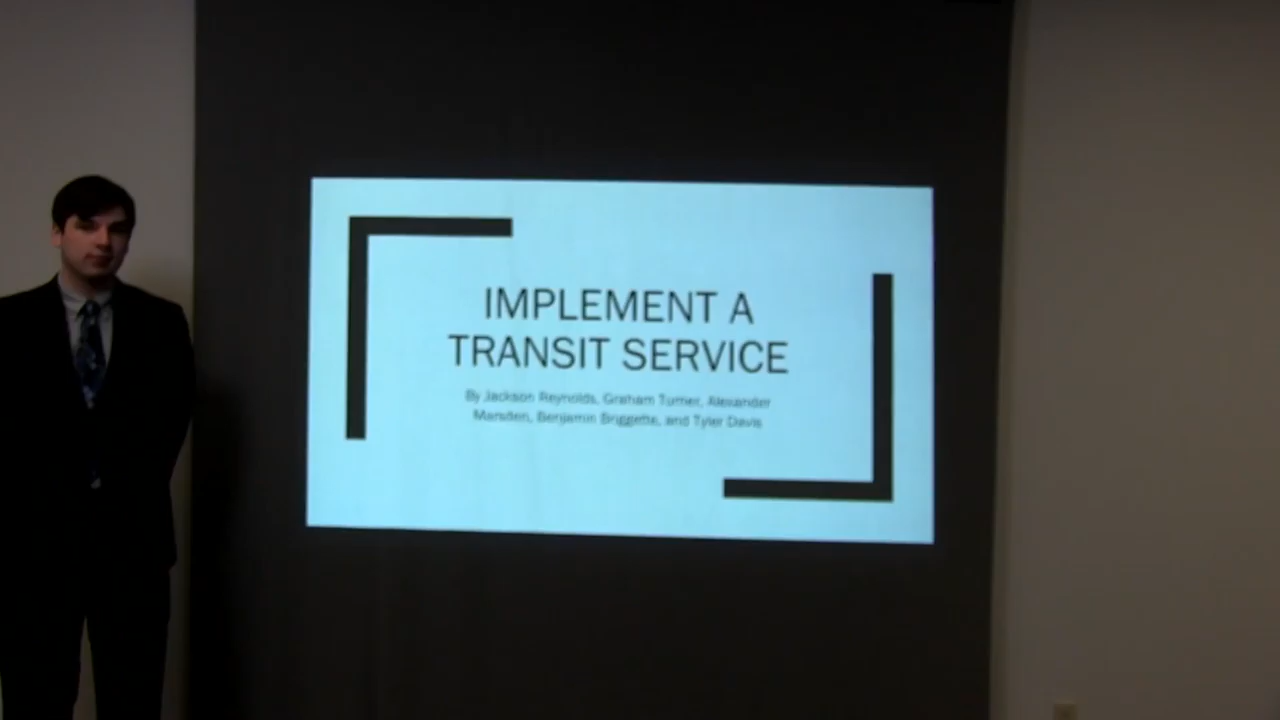 IMPLEMENT A
TRANSIT SERVICE
By Jackson Reynolds, Graham Turner, Alexander
Marsden, Benjamin Briggette, and Tyler Davis